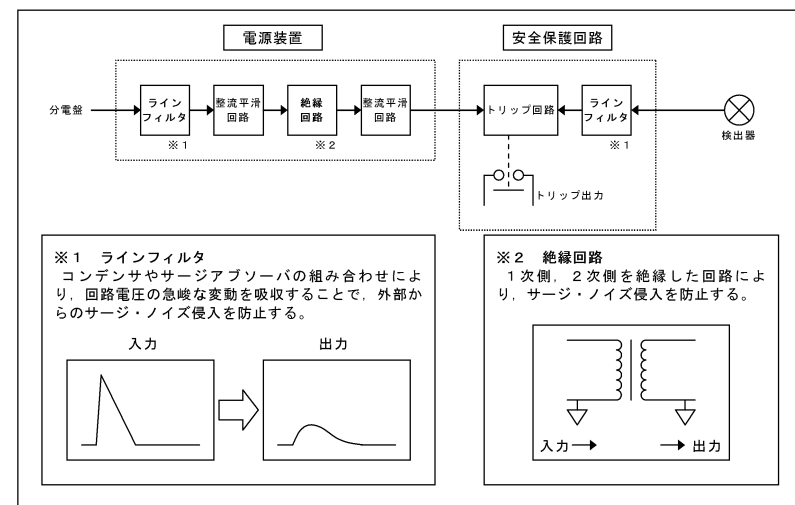 電源装置
安全保護回路
分電盤
ライン
フィルタ
整流平滑
回路
絶縁
回路
整流平滑
回路
トリップ回路
ライン
フィルタ
検出器
※1
※2
※1
トリップ出力
※1 ラインフィルタ
コンデンサやサージアブソーバの組み合わせによ
り,回路電圧の急峻な変動を吸収することで,外部か
らのサージ・ノイズ侵入を防止する。
入力
出力
※2 絶縁回路
1次側,2次側を絶縁した回路によ
り,サージ・ノイズ侵入を防止する。
入力
出力